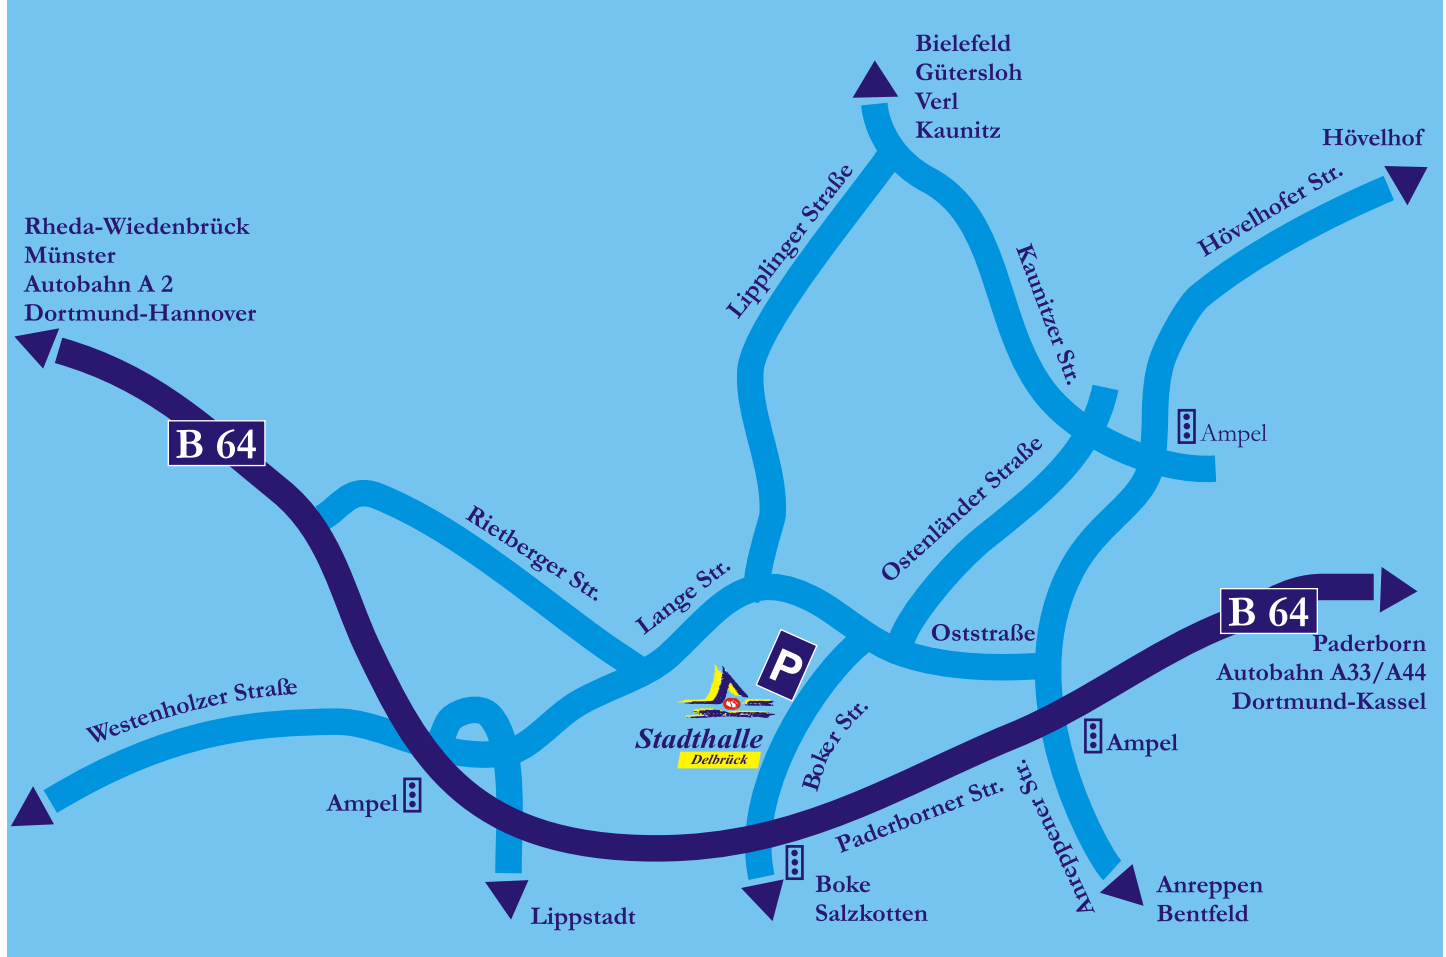 Bielefeld
Gütersloh
Verl
Kaunitz
Hövelhof
Hövelhofer Str.
Lipplinger Straße
Kaunitzer Str.
Rheda-Wiedenbrück
Münster
Autobahn A 2
Dortmund-Hannover
B 64
Ampel
Rietberger Str.
Ostenländer Straße
Lange Str.
Oststraße
B 64
Paderborn
Autobahn A33/A44
Dortmund-Kassel
P
Westenholzer Straße
Stadthalle
Delbrück
Boker Str.
Ampel
Ampel
Paderborner Str.
Anreppener Str.
Boke
Salzkotten
Anreppen
Bentfeld
Lippstadt